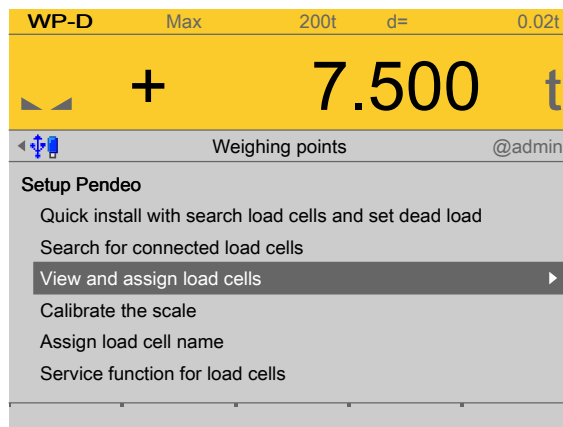 WP-D Max 200t d= 0.02t
+ 7.500 t
Weighing points @admin
Setup Pendeo
Quick install with search load cells and set dead load
Search for connected load cells
View and assign load cells
Calibrate the scale
Assign load cell name
Service function for load cells